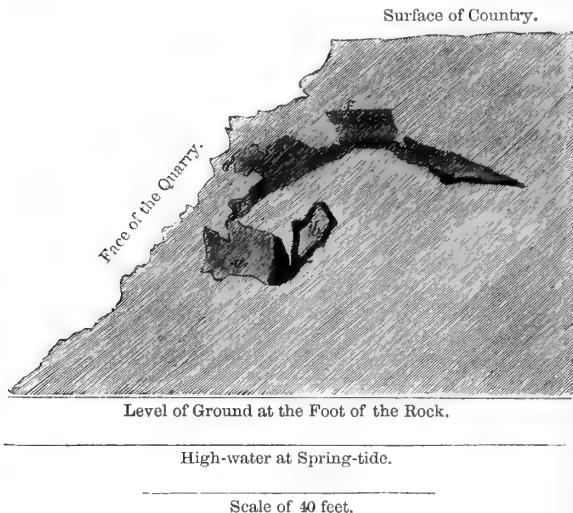 Surface of Country.
Face of the Quarry.
Level of Ground at the Foot of the Rock.
High-water at Spring-tide.
Scale of 40 feet.